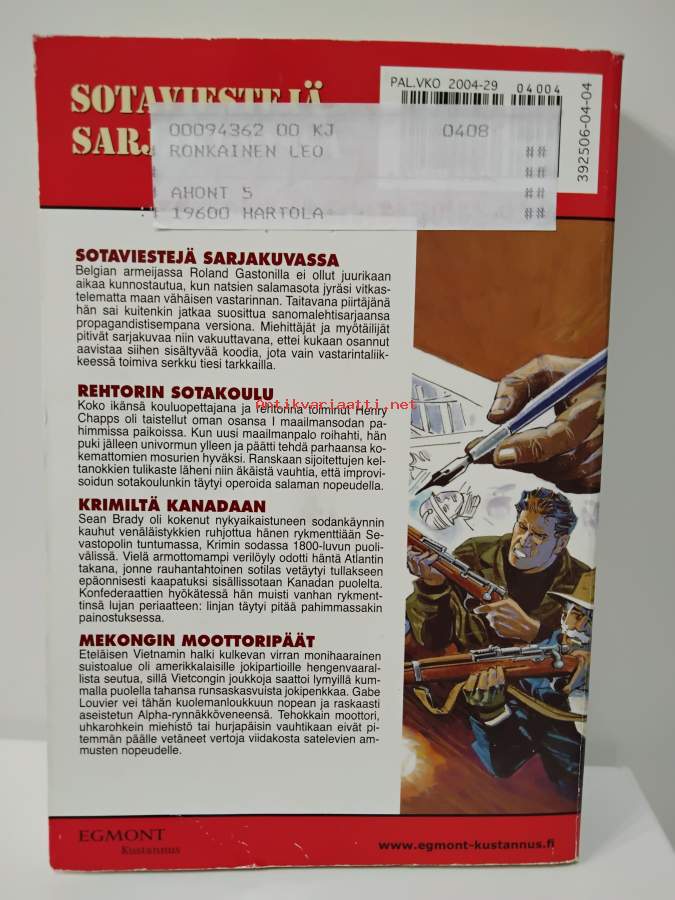 SOTAVIESTEJÄ
PAL.VKO 2004-29 04004
392506-04-04
00094362 00 KJ 0408
RONKAINEN LEO ##
##
AHONT 5 ##
19600 HARTOLA ##
SOTAVIESTEJÄ SARJAKUVASSA
Belgian armeijassa Roland Gastonilla ei ollut juurikaan
aikaa kunnostautua, kun natsien salamasota jyräsi vitkas-
telematta maan vähäisen vastarinnan. Taitavana piirtäjänä
hän sai kuitenkin jatkaa suosittua sanomalehtisarjaansa
propagandistisempana versiona. Miehittäjät ja myötäilijät
pitivät sarjakuvaa niin vakuuttavana, ettei kukaan osannut
aavistaa siihen sisältyvää koodia, jota vain vastarintaliik-
keessä toimiva serkku tiesi tarkkailla.
REHTORIN SOTAKOULU
Antikvariaatti.net
Koko ikänsä kouluopettajana ja rehtorina toiminut Henry
Chapps oli taistellut oman osansa I maailmansodan pa-
himmissa paikoissa. Kun uusi maailmanpalo roihahti, hän
puki jälleen univormun ylleen ja päätti tehdä parhaansa ko-
kemattomien mosurien hyväksi. Ranskaan sijoitettujen kel-
tanokkien tulikaste läheni niin äkäistä vauhtia, että improvi-
soidun sotakoulunkin täytyi operoida salaman nopeudella.
KRIMILTÄ KANADAAN
Sean Brady oli kokenut nykyaikaistuneen sodankäynnin
kauhut venäläistykkien ruhjottua hänen rykmenttiään Se-
vastopolin tuntumassa, Krimin sodassa 1800-luvun puoli-
välissä. Vielä armottomampi verilöyly odotti häntä Atlantin
takana, jonne rauhantahtoinen sotilas vetäytyi tullakseen
epäonnisesti kaapatuksi sisällissotaan Kanadan puolelta.
Konfederaattien hyökätessä hän muisti vanhan rykment-
tinsä lujan periaatteen: linjan täytyi pitää pahimmassakin
painostuksessa.
MEKONGIN MOOTTORIPÄÄT
Eteläisen Vietnamin halki kulkevan virran monihaarainen
suistoalue oli amerikkalaisille jokipartioille hengenvaaral-
lista seutua, sillä Vietcongin joukkoja saattoi lymyillä kum-
malla puolella tahansa runsaskasvuista jokipenkkaa. Gabe
Louvier vei tähän kuolemanloukkuun nopean ja raskaasti
aseistetun Alpha-rynnäkköveneensä. Tehokkain moottori,
uhkarohkein miehistö tai hurjapäisin vauhtikaan eivät pi-
temmän päälle vetäneet vertoja viidakosta satelevien am-
musten nopeudelle.
EGMONT
Kustannus
www.egmont-kustannus.fi